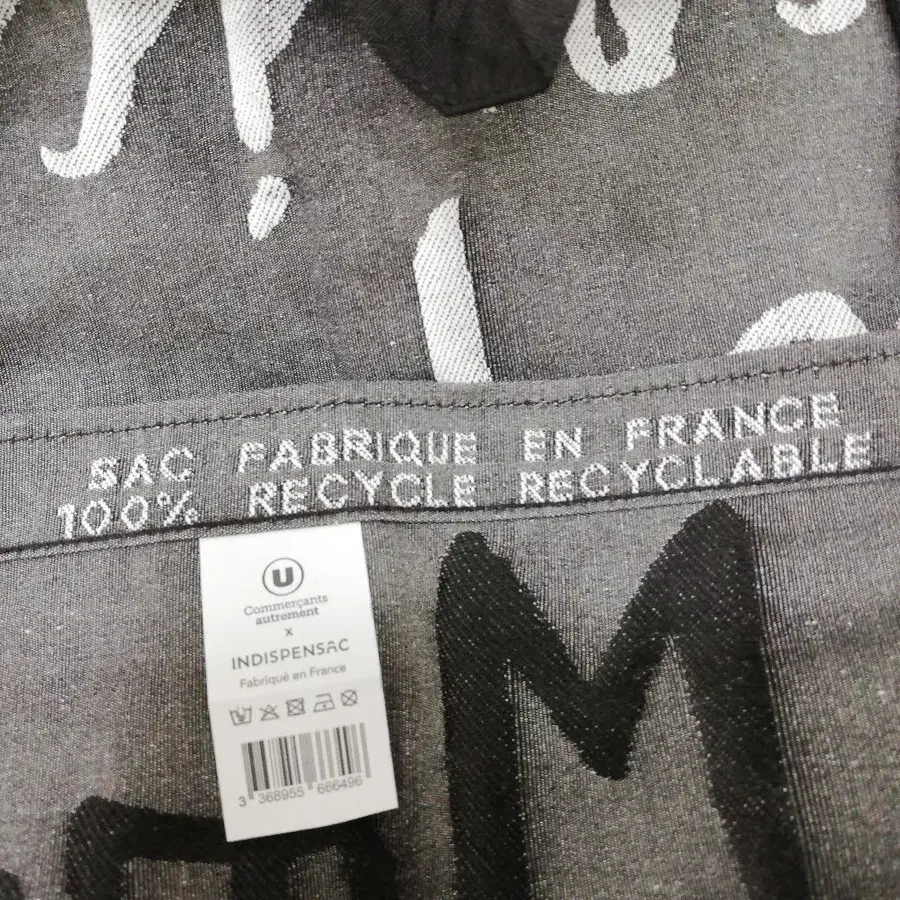 SAC FABRIQUE EN FRANCE
100% RECYCLE RECYCLABLE
U
Commerçants
autrement
x
INDISPENSAC
Fabriqué en France
3 368955 666496
M